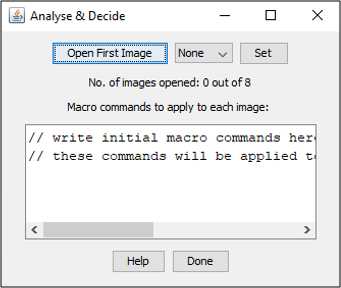 Analyse & Decide
Open First Image None Set
No. of images opened: 0 out of 8
Macro commands to apply to each image:
// write initial macro commands here
// these commands will be applied to
Help Done